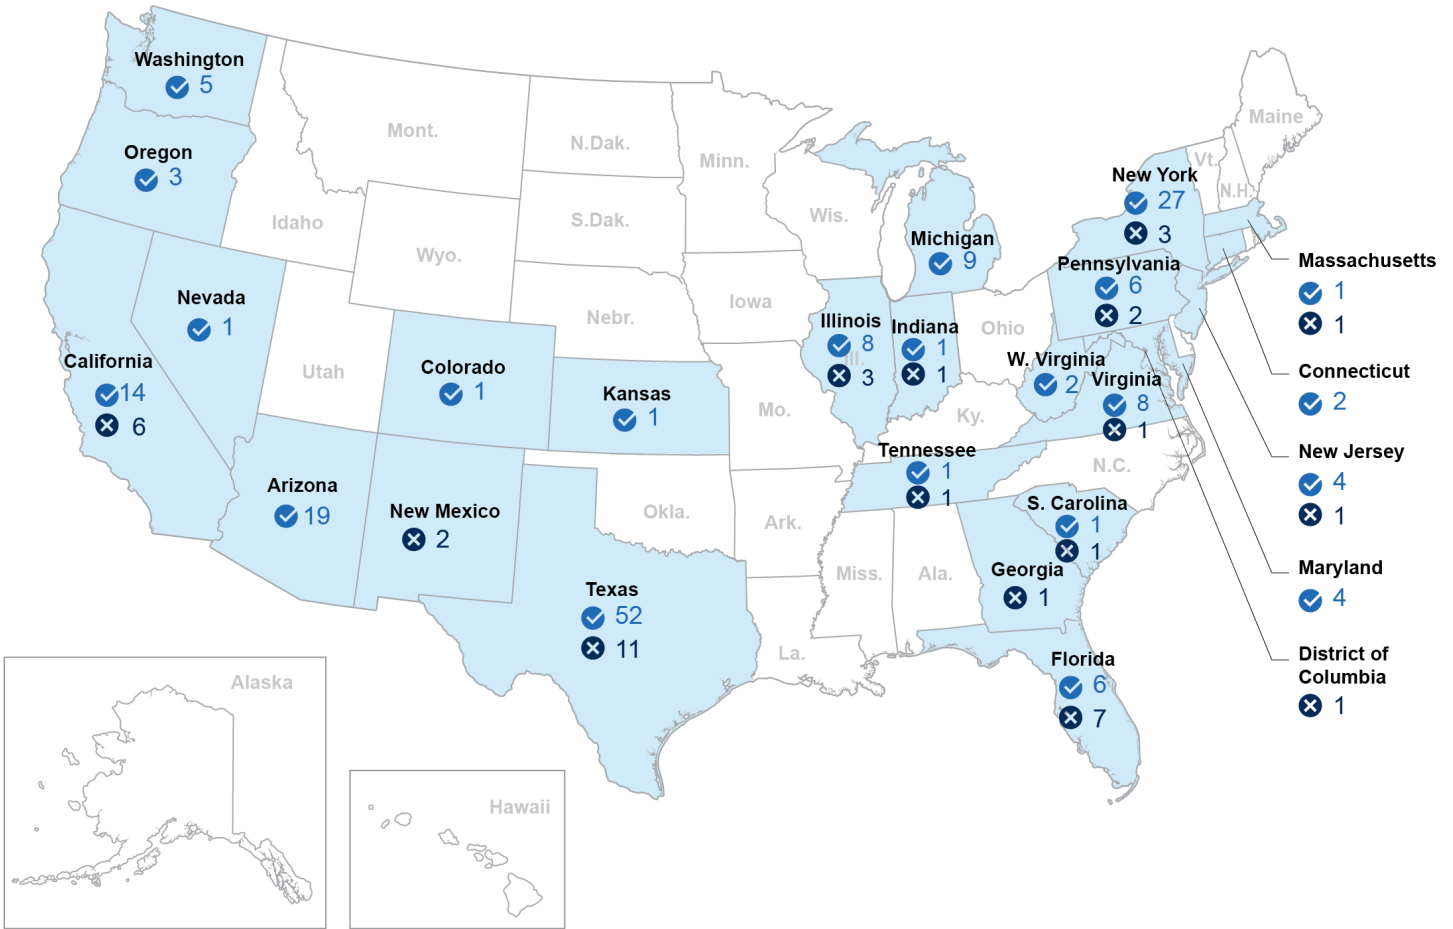 Washington
5
Oregon
3
Mont.
N.Dak.
Minn.
Maine
Vt.
N.H.
New York
27
3
Idaho
Wyo.
S.Dak.
Wis.
Michigan
9
Massachusetts
1
1
Pennsylvania
6
2
Nevada
1
Nebr.
Iowa
Illinois
8
Ill.
3
Indiana
1
1
Ohio
California
14
6
Utah
Colorado
1
Kansas
1
Mo.
Ky.
W. Virginia
2
Virginia
8
1
Connecticut
2
Tennessee
1
1
N.C.
New Jersey
4
1
Arizona
19
New Mexico
2
Okla.
Ark.
S. Carolina
1
1
Miss.
Ala.
Georgia
1
Maryland
4
Texas
52
11
La.
Florida
6
7
District of
Columbia
1
Alaska
Hawaii